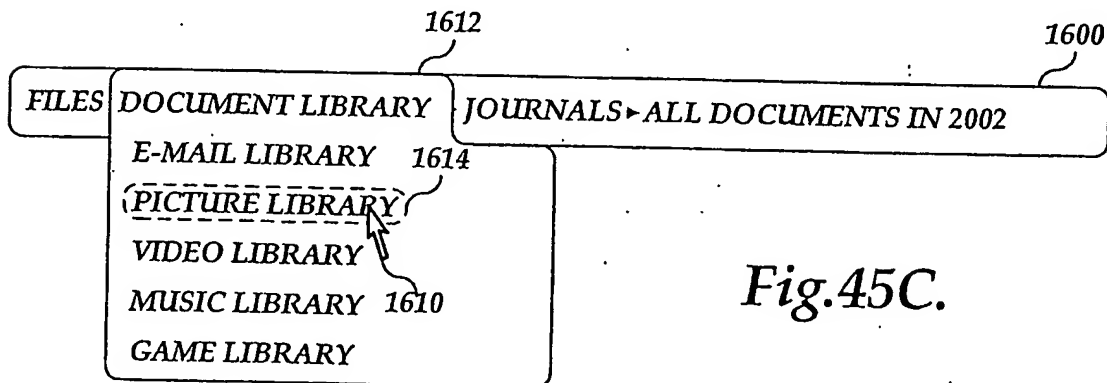 1612
1600
FILES DOCUMENT LIBRARY JOURNALS▸ALL DOCUMENTS IN 2002
E-MAIL LIBRARY
1614
PICTURE LIBRARY
VIDEO LIBRARY
MUSIC LIBRARY 1610
GAME LIBRARY
Fig.45C.